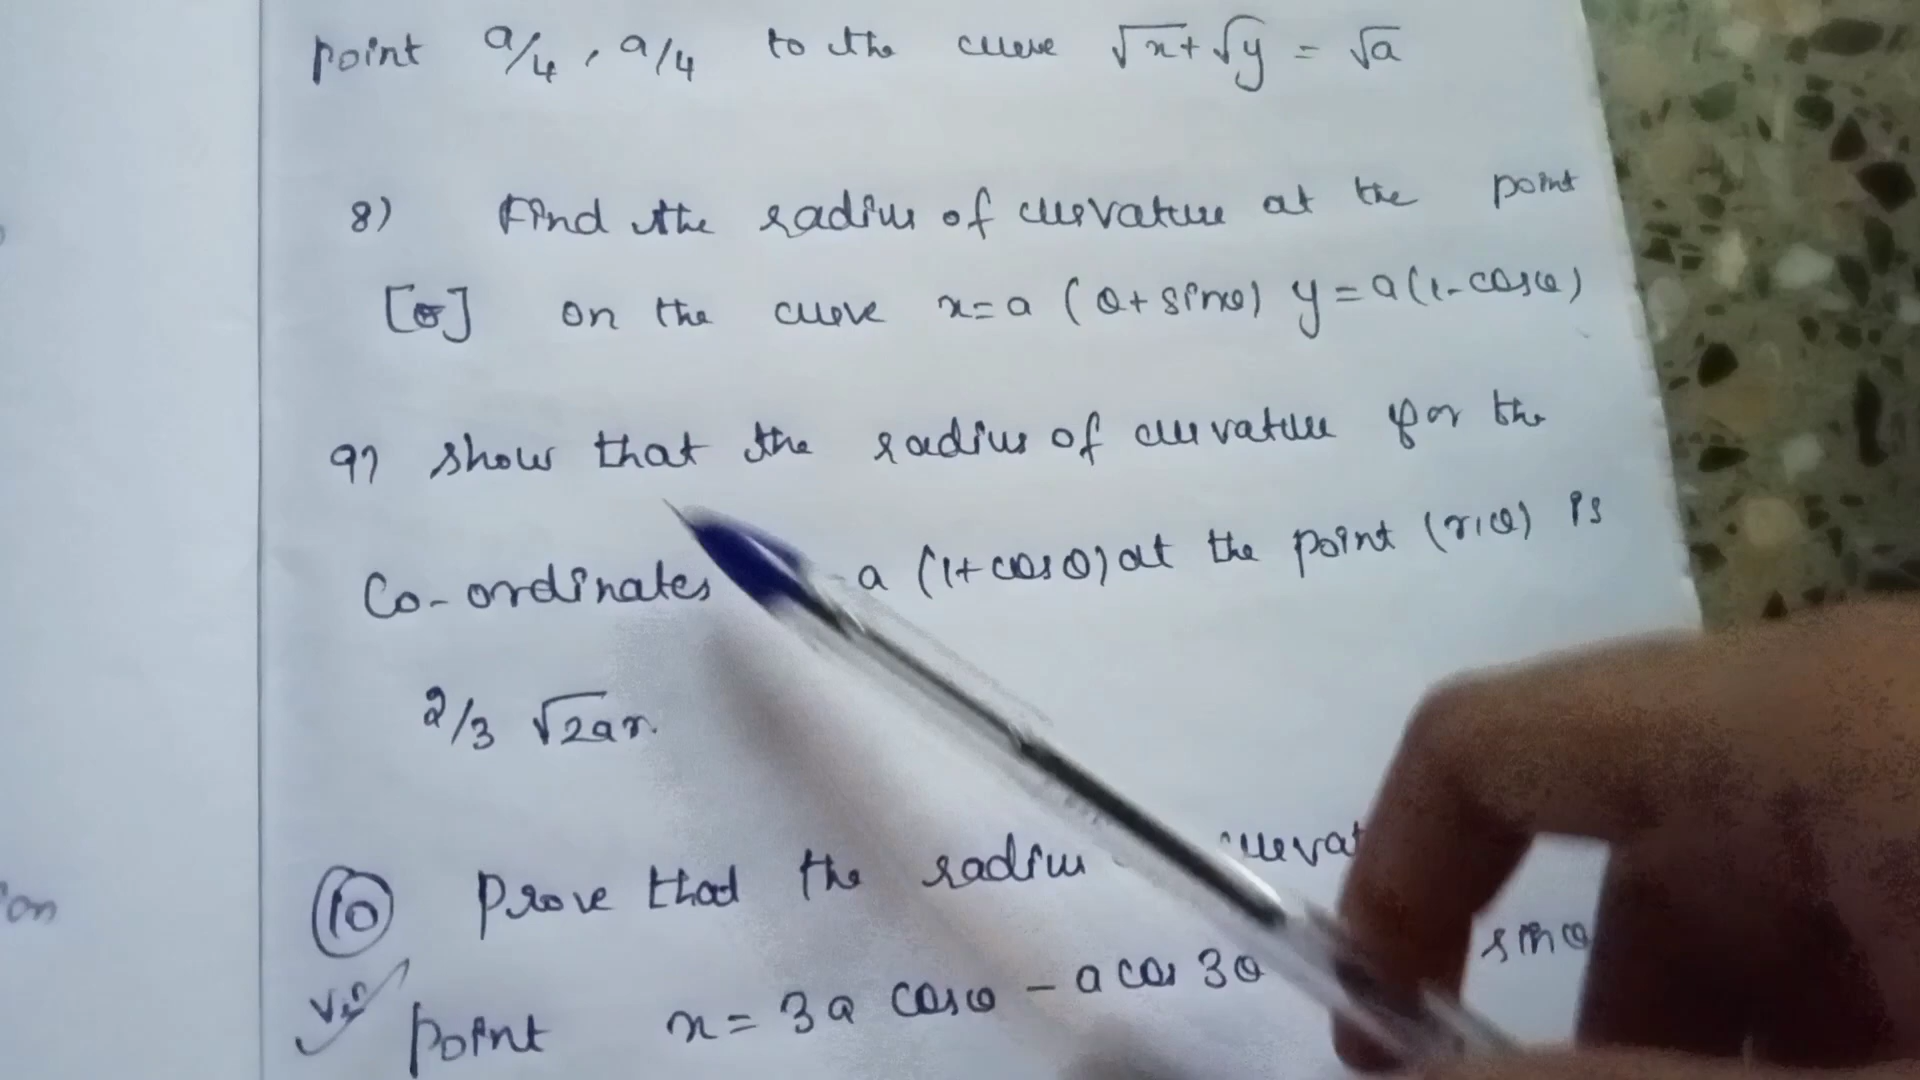 point a/4 , a/4 to the curve √x + √y = √a
8) Find the radius of curvature at the point
[θ] on the curve x = a (θ + sinθ) y = a (1 - cosθ)
9) show that the radius of curvature for the
Co-ordinates a (1 + cosθ) at the point (r, θ) is
2/3 √2ar.
10 Prove that the radius
point x = 3a cosθ - a cos 3θ sinθ
on